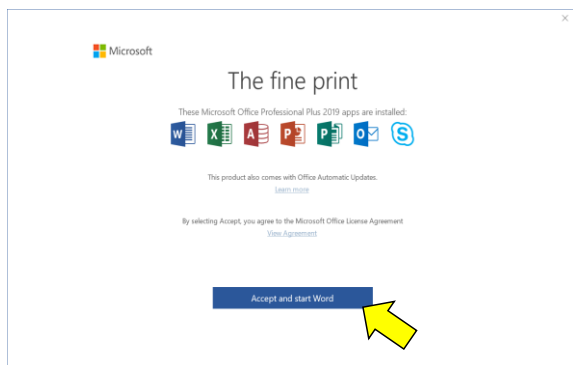 Microsoft
The fine print
These Microsoft Office Professional Plus 2019 apps are installed:
W X A P P O S
This product also comes with Office Automatic Updates.
Learn more
By selecting Accept, you agree to the Microsoft Office License Agreement
View Agreement
Accept and start Word